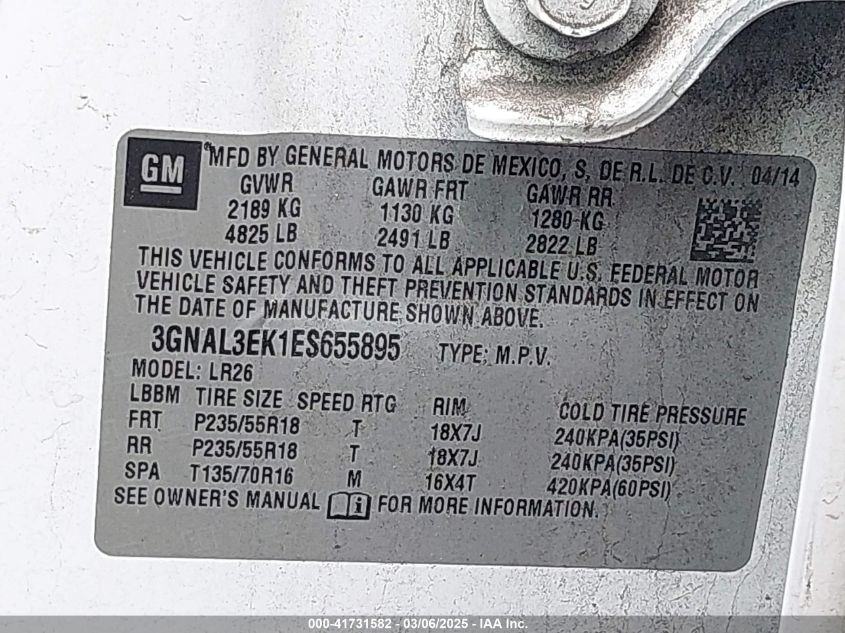 GM
MFD BY GENERAL MOTORS DE MEXICO, S, DE R.L. DE C.V. 04/14
GVWR GAWR FRT GAWR RR
2189 KG 1130 KG 1280 KG
4825 LB 2491 LB 2822 LB
THIS VEHICLE CONFORMS TO ALL APPLICABLE U.S. FEDERAL MOTOR
VEHICLE SAFETY AND THEFT PREVENTION STANDARDS IN EFFECT ON
THE DATE OF MANUFACTURE SHOWN ABOVE.
3GNAL3EK1ES655895 TYPE: M.P.V.
MODEL: LR26
LBBM TIRE SIZE SPEED RTG RIM COLD TIRE PRESSURE
FRT P235/55R18 T 18X7J 240KPA(35PSI)
RR P235/55R18 T 18X7J 240KPA(35PSI)
SPA T135/70R16 M 16X4T 420KPA(60PSI)
SEE OWNER'S MANUAL FOR MORE INFORMATION.
000-41731582 - 03/06/2025 - IAA Inc.